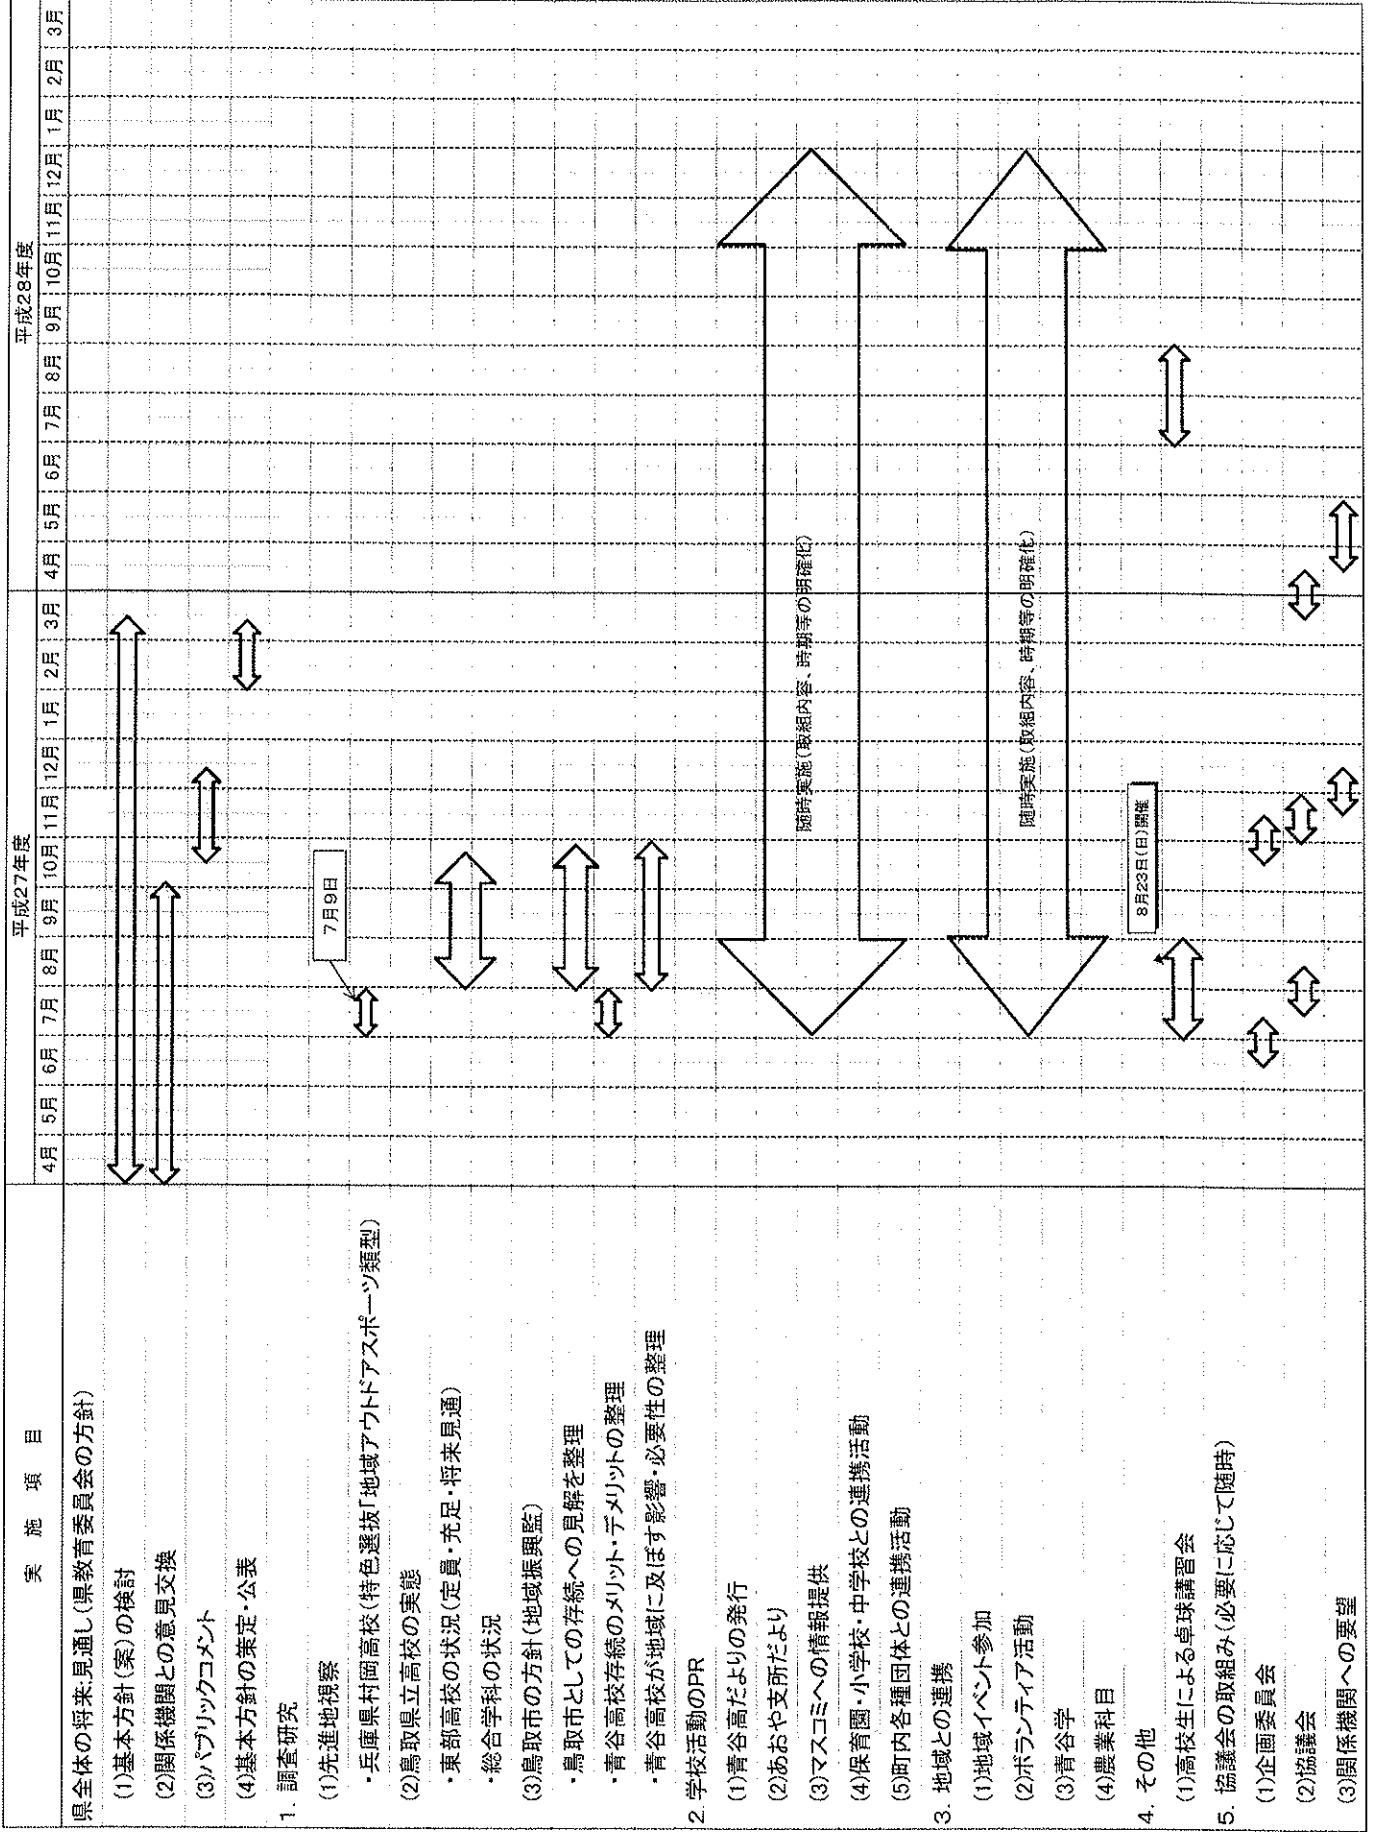 実施項目
平成27年度
平成28年度
4月 5月 6月 7月 8月 9月 10月 11月 12月 1月 2月 3月 4月 5月 6月 7月 8月 9月 10月 11月 12月 1月 2月 3月
県全体の将来見通し(県教育委員会の方針)
(1)基本方針(案)の検討
(2)関係機関との意見交換
(3)パブリックコメント
(4)基本方針の策定・公表
1. 調査研究
(1)先進地視察
7月9日
・兵庫県村岡高校(特色選抜「地域アウトドアスポーツ類型)
(2)鳥取県立高校の実態
・東部高校の状況(定員・充足・将来見通)
・総合学科の状況
(3)鳥取市の方針(地域振興監)
・鳥取市としての存続への見解を整理
・青谷高校存続のメリット・デメリットの整理
・青谷高校が地域に及ぼす影響・必要性の整理
2. 学校活動のPR
(1)青谷高だよりの発行
(2)あおや支所だより
(3)マスコミへの情報提供
随時実施(取組内容、時期等の明確化)
(4)保育園・小学校・中学校との連携活動
(5)町内各種団体との連携活動
3. 地域との連携
(1)地域イベント参加
(2)ボランティア活動
随時実施(取組内容、時期等の明確化)
(3)青谷学
(4)農業科目
4. その他
8月23日(日)開催
(1)高校生による卓球講習会
5. 協議会の取組み(必要に応じて随時)
(1)企画委員会
(2)協議会
(3)関係機関への要望